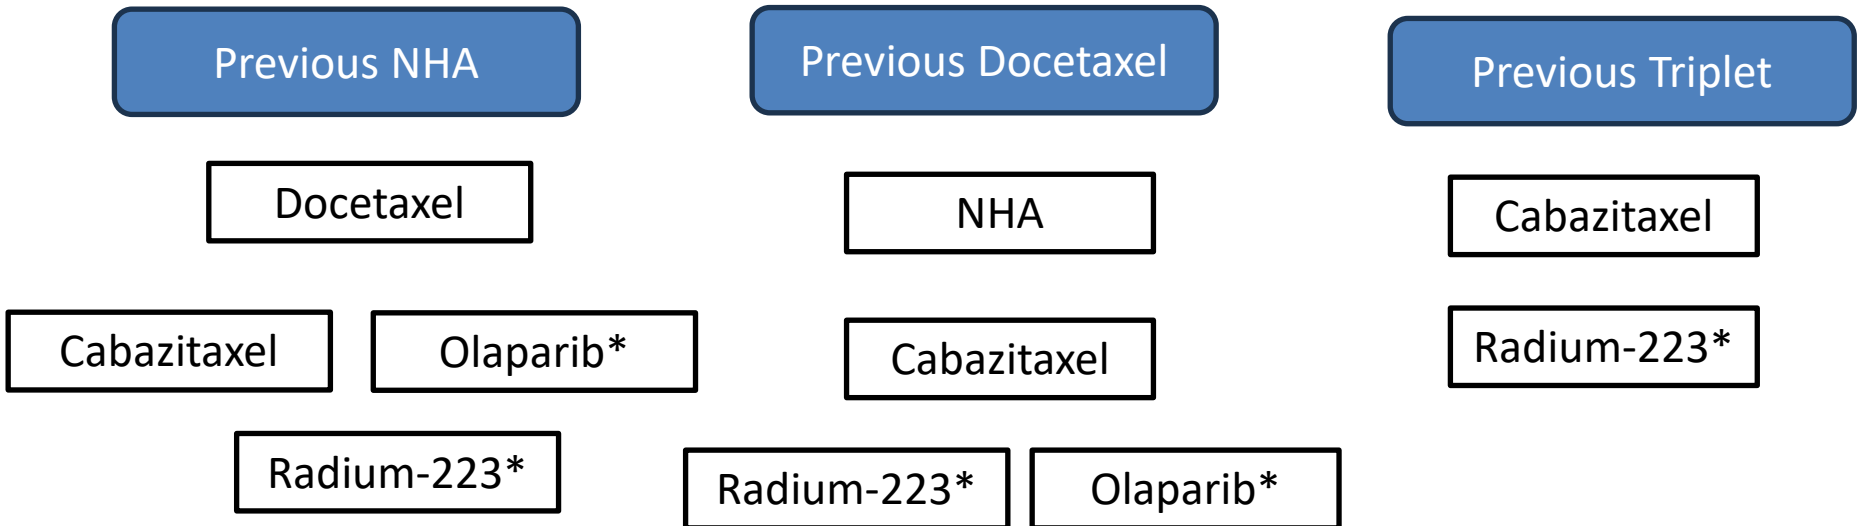 Previous NHA
Docetaxel
Cabazitaxel
Olaparib*
Radium-223*
Previous Docetaxel
NHA
Cabazitaxel
Radium-223*
Olaparib*
Previous Triplet
Cabazitaxel
Radium-223*